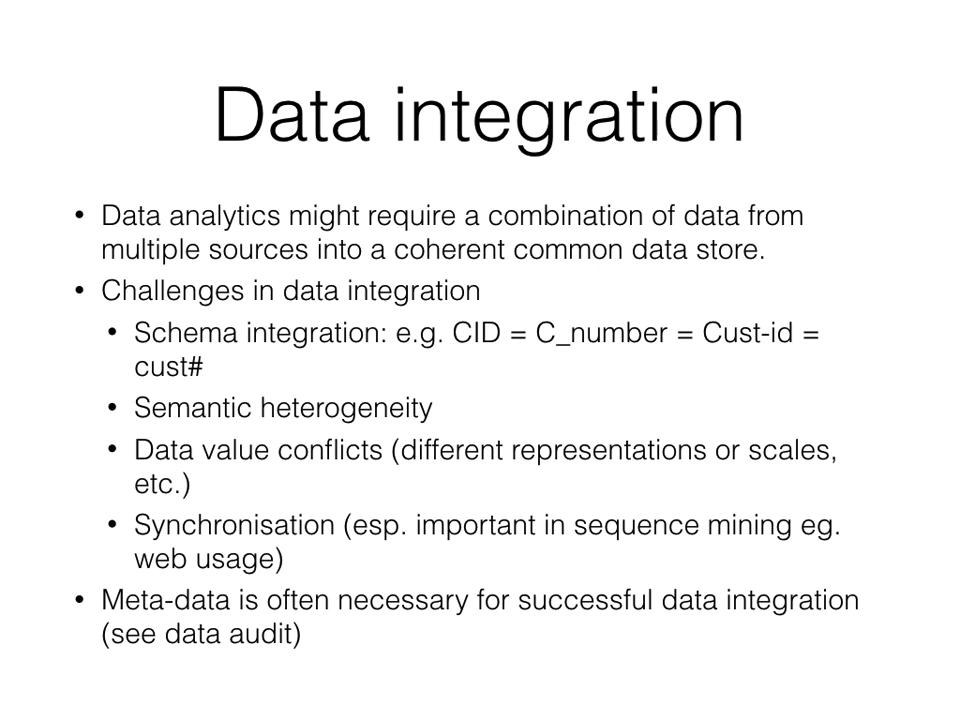 Data integration
• Data analytics might require a combination of data from
multiple sources into a coherent common data store.
• Challenges in data integration
• Schema integration: e.g. CID = C_number = Cust-id =
cust#
• Semantic heterogeneity
• Data value conflicts (different representations or scales,
etc.)
• Synchronisation (esp. important in sequence mining eg.
web usage)
• Meta-data is often necessary for successful data integration
(see data audit)